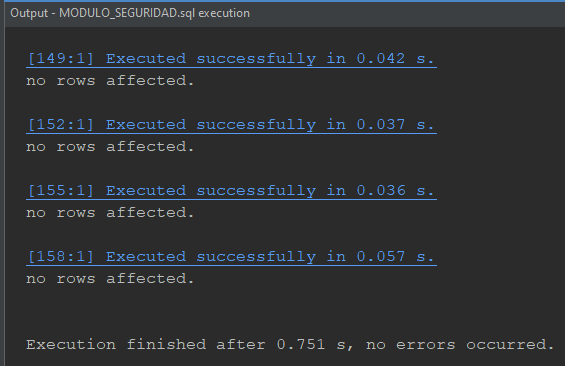 Output - MODULO_SEGURIDAD.sql execution
[149:1] Executed successfully in 0.042 s.
no rows affected.
[152:1] Executed successfully in 0.037 s.
no rows affected.
[155:1] Executed successfully in 0.036 s.
no rows affected.
[158:1] Executed successfully in 0.057 s.
no rows affected.
Execution finished after 0.751 s, no errors occurred.